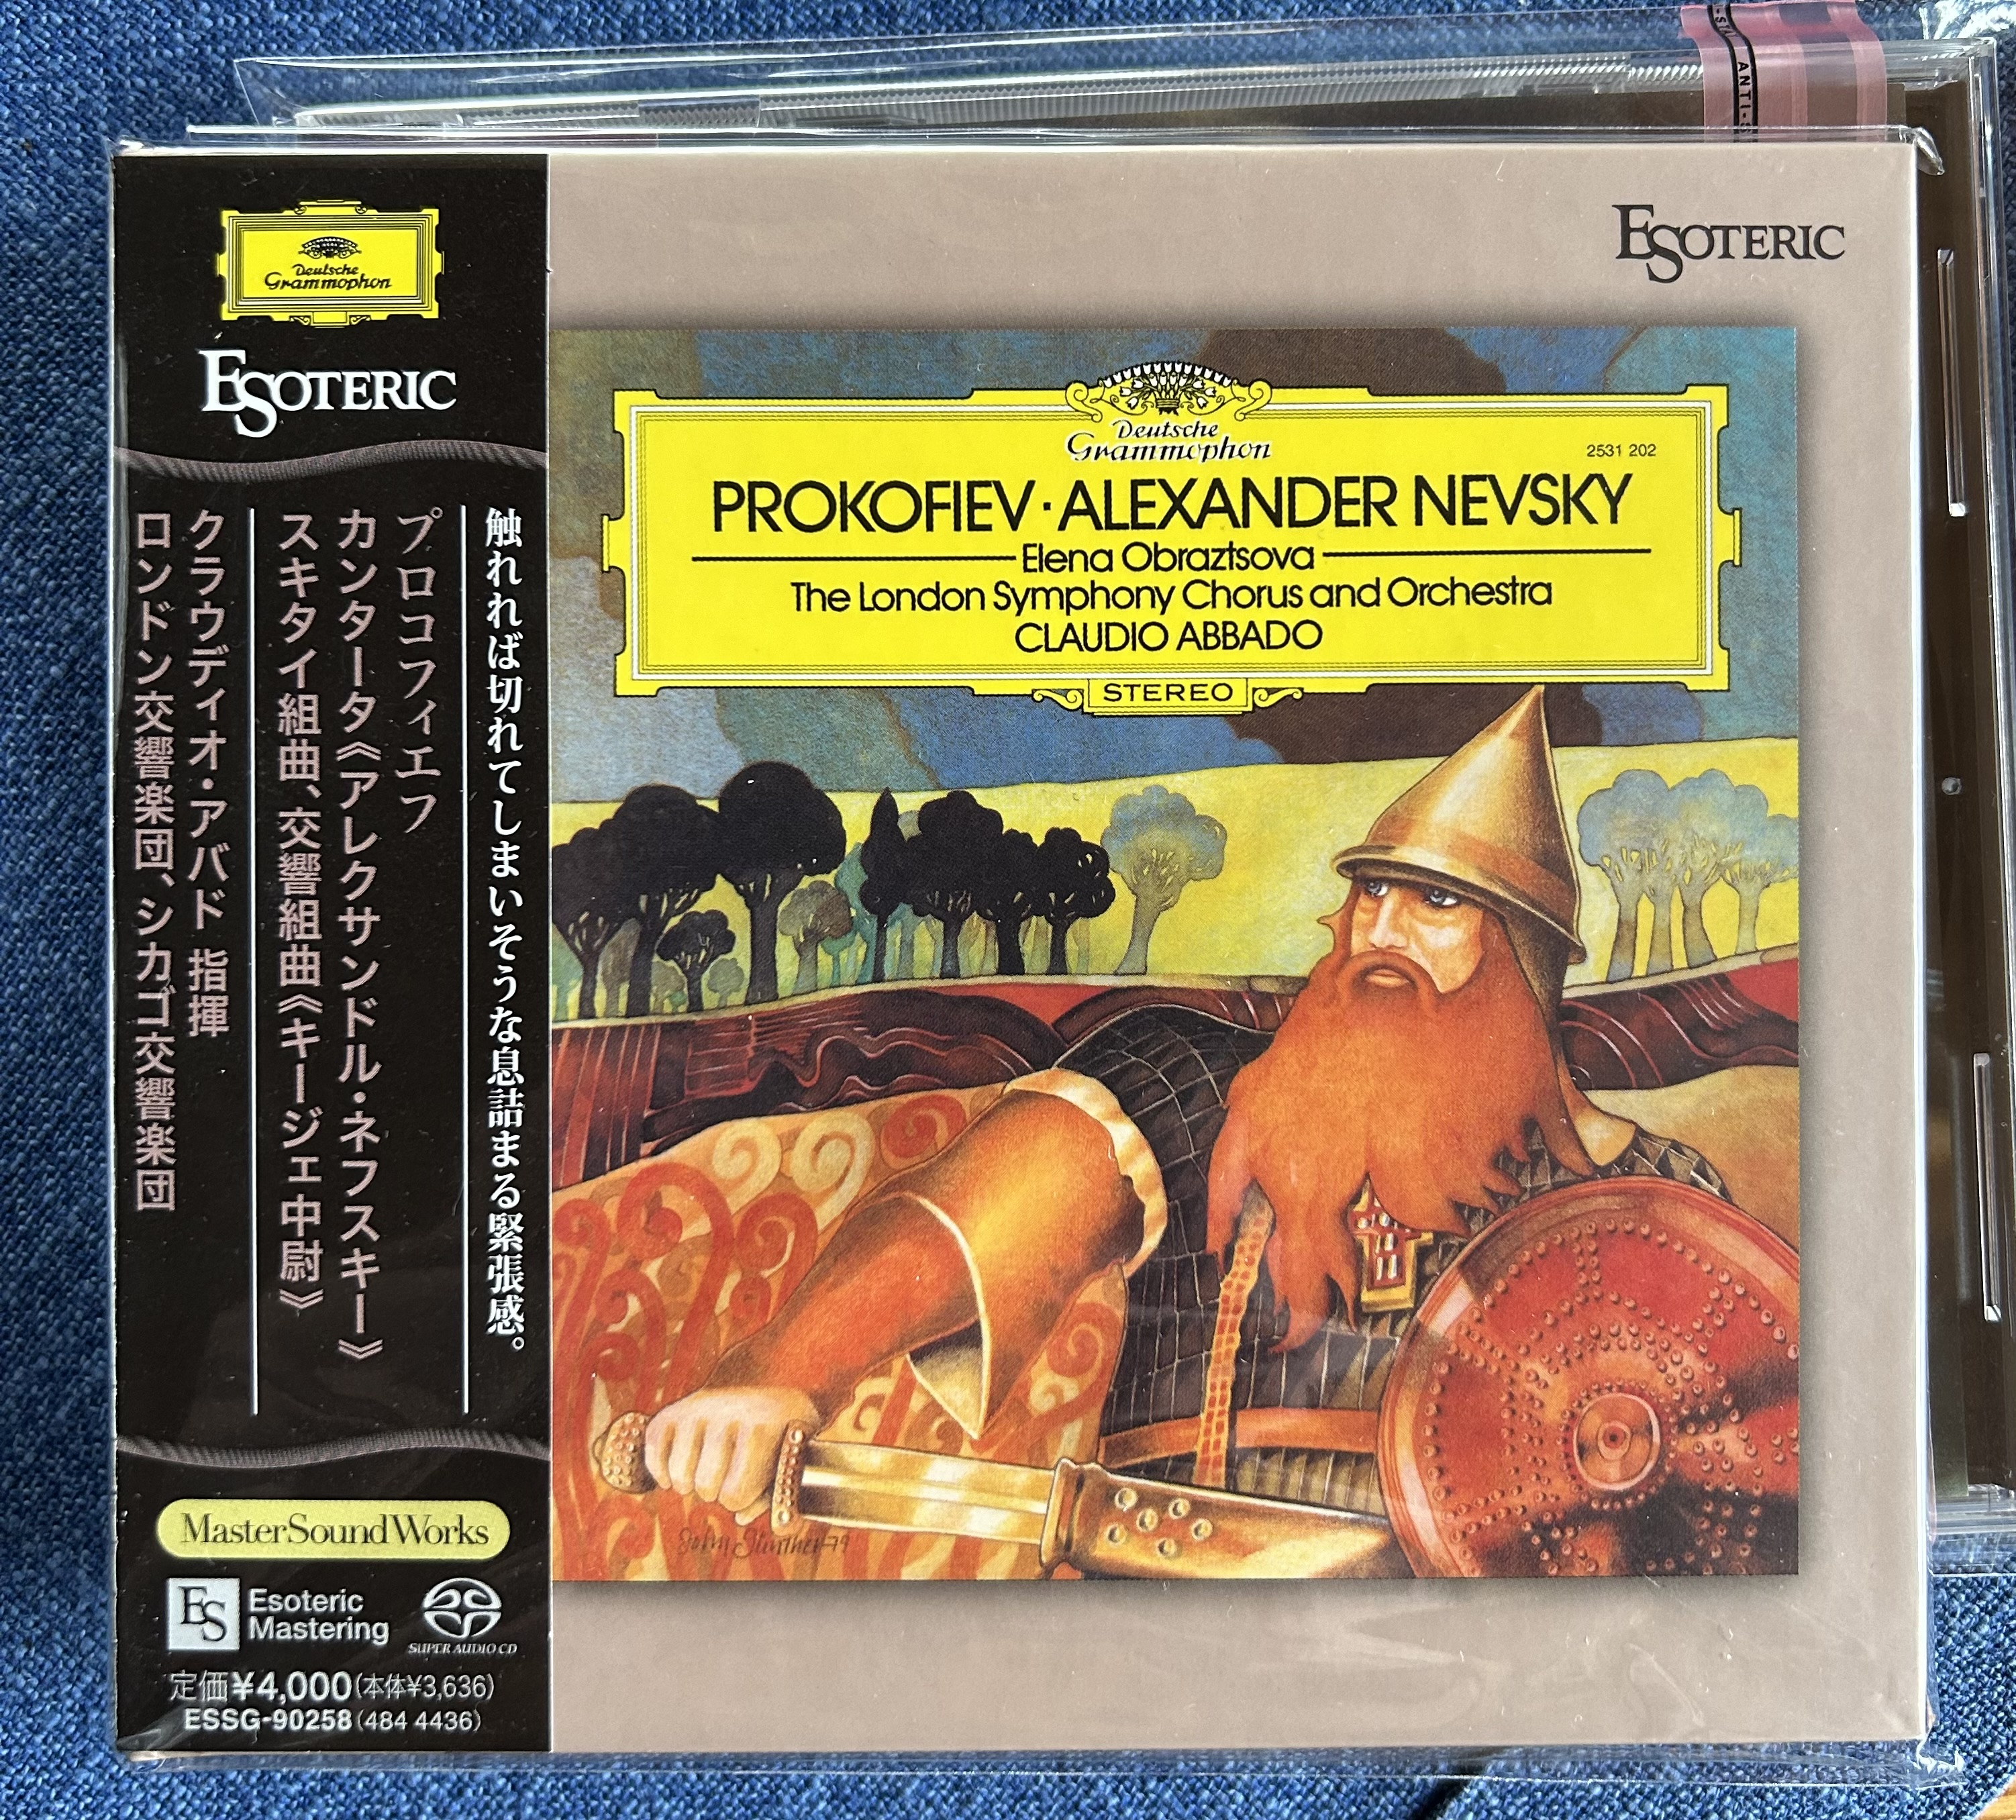 ANTI-S
Deutsche
Grammophon
ESOTERIC
触れれば切れてしまいそうな息詰まる緊張感。
プロコフィエフ
カンタータ《アレクサンドル・ネフスキー》
スキタイ組曲、交響組曲《キージェ中尉》
クラウディオ・アバド 指揮
ロンドン交響楽団、シカゴ交響楽団
MasterSoundWorks
ES
Esoteric
Mastering
SUPER AUDIO CD
定価¥4,000(本体¥3,636)
ESSG-90258(484 4436)
ESOTERIC
Deutsche
Grammophon
2531 202
PROKOFIEV·ALEXANDER NEVSKY
Elena Obraztsova
The London Symphony Chorus and Orchestra
CLAUDIO ABBADO
STEREO